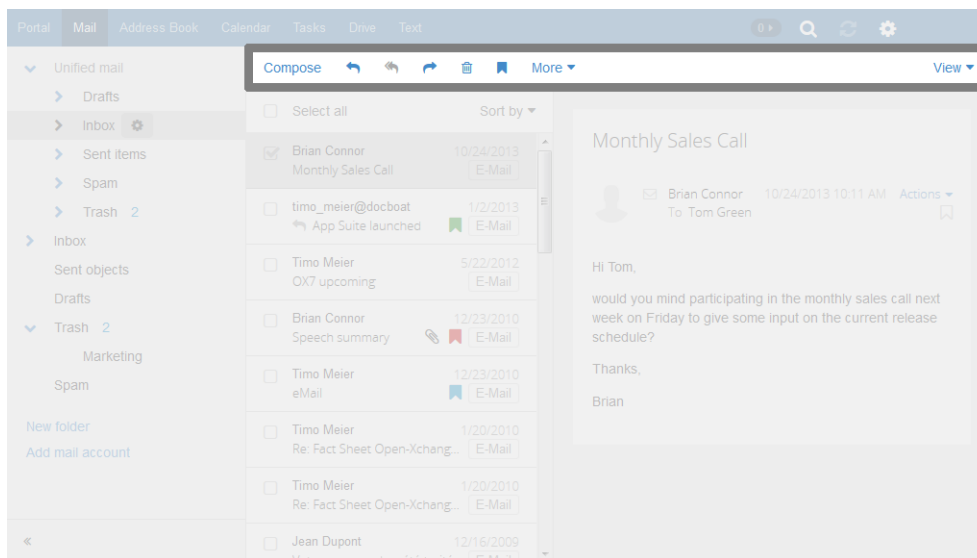 Portal Mail Address Book Calendar Tasks Drive Text 0
Compose More View
Unified mail
Drafts
Inbox
Sent items
Spam
Trash 2
Inbox
Sent objects
Drafts
Trash 2
Marketing
Spam
New folder
Add mail account
Select all Sort by
Brian Connor 10/24/2013
Monthly Sales Call E-Mail
timo_meier@docboat 1/2/2013
App Suite launched E-Mail
Timo Meier 5/22/2012
OX7 upcoming E-Mail
Brian Connor 12/23/2010
Speech summary E-Mail
Timo Meier 12/23/2010
eMail E-Mail
Timo Meier 1/20/2010
Re: Fact Sheet Open-Xchang... E-Mail
Timo Meier 1/20/2010
Re: Fact Sheet Open-Xchang... E-Mail
Jean Dupont 12/16/2009
Monthly Sales Call
Brian Connor 10/24/2013 10:11 AM Actions
To Tom Green
Hi Tom,
would you mind participating in the monthly sales call next
week on Friday to give some input on the current release
schedule?
Thanks,
Brian